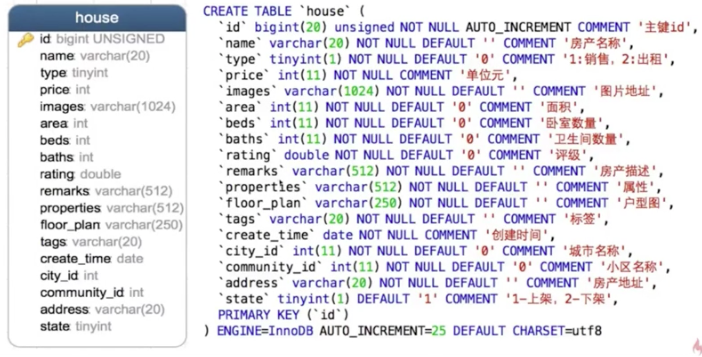 house
id: bigint UNSIGNED
name: varchar(20)
type: tinyint
price: int
images: varchar(1024)
area: int
beds: int
baths: int
rating: double
remarks: varchar(512)
properties: varchar(512)
floor_plan: varchar(250)
tags: varchar(20)
create_time: date
city_id: int
community_id: int
address: varchar(20)
state: tinyint
CREATE TABLE `house` (
`id` bigint(20) unsigned NOT NULL AUTO_INCREMENT COMMENT '主键id',
`name` varchar(20) NOT NULL DEFAULT '' COMMENT '房产名称',
`type` tinyint(1) NOT NULL DEFAULT '0' COMMENT '1:销售，2:出租',
`price` int(11) NOT NULL COMMENT '单位元',
`images` varchar(1024) NOT NULL DEFAULT '' COMMENT '图片地址',
`area` int(11) NOT NULL DEFAULT '0' COMMENT '面积',
`beds` int(11) NOT NULL DEFAULT '0' COMMENT '卧室数量',
`baths` int(11) NOT NULL DEFAULT '0' COMMENT '卫生间数量',
`rating` double NOT NULL DEFAULT '0' COMMENT '评级',
`remarks` varchar(512) NOT NULL DEFAULT '' COMMENT '房产描述',
`properties` varchar(512) NOT NULL DEFAULT '' COMMENT '属性',
`floor_plan` varchar(250) NOT NULL DEFAULT '' COMMENT '户型图',
`tags` varchar(20) NOT NULL DEFAULT '' COMMENT '标签',
`create_time` date NOT NULL COMMENT '创建时间',
`city_id` int(11) NOT NULL DEFAULT '0' COMMENT '城市名称',
`community_id` int(11) NOT NULL DEFAULT '0' COMMENT '小区名称',
`address` varchar(20) NOT NULL DEFAULT '' COMMENT '房产地址',
`state` tinyint(1) DEFAULT '1' COMMENT '1-上架，2-下架',
PRIMARY KEY (`id`)
) ENGINE=InnoDB AUTO_INCREMENT=25 DEFAULT CHARSET=utf8